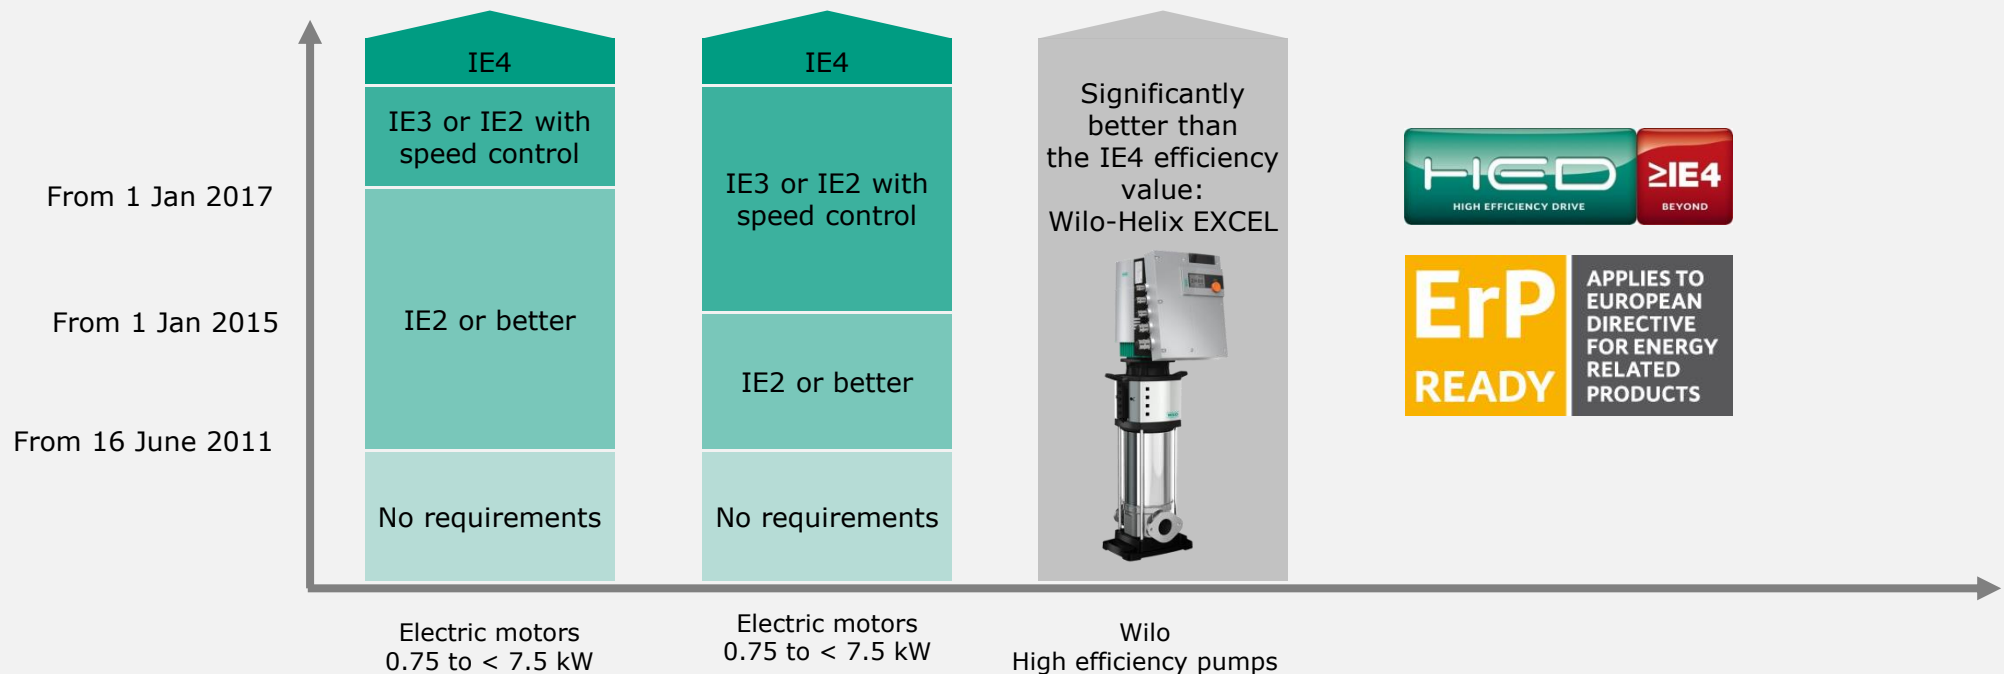 IE4
IE3 or IE2 with
speed control
IE2 or better
No requirements
IE4
IE3 or IE2 with
speed control
IE2 or better
No requirements
Significantly
better than
the IE4 efficiency
value:
Wilo-Helix EXCEL
From 1 Jan 2017
From 1 Jan 2015
From 16 June 2011
HED
HIGH EFFICIENCY DRIVE
≥IE4
BEYOND
ErP
READY
APPLIES TO
EUROPEAN
DIRECTIVE
FOR ENERGY
RELATED
PRODUCTS
Electric motors
0.75 to < 7.5 kW
Electric motors
0.75 to < 7.5 kW
Wilo
High efficiency pumps